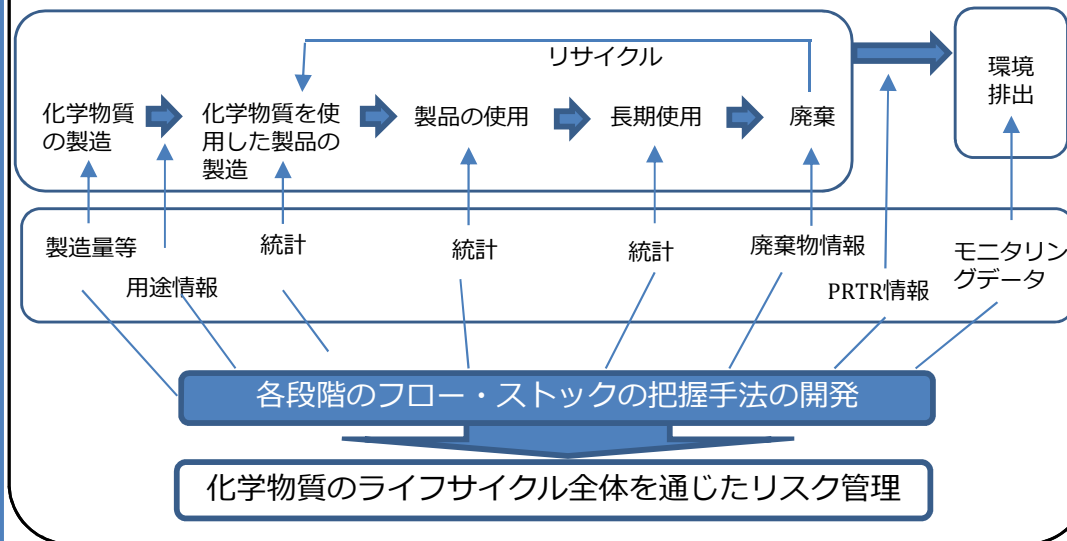 リサイクル
化学物質
の製造
化学物質を使
用した製品の
製造
製品の使用
長期使用
廃棄
環境
排出
製造量等
用途情報
統計
統計
統計
廃棄物情報
PRTR情報
モニタリン
グデータ
各段階のフロー・ストックの把握手法の開発
化学物質のライフサイクル全体を通じたリスク管理